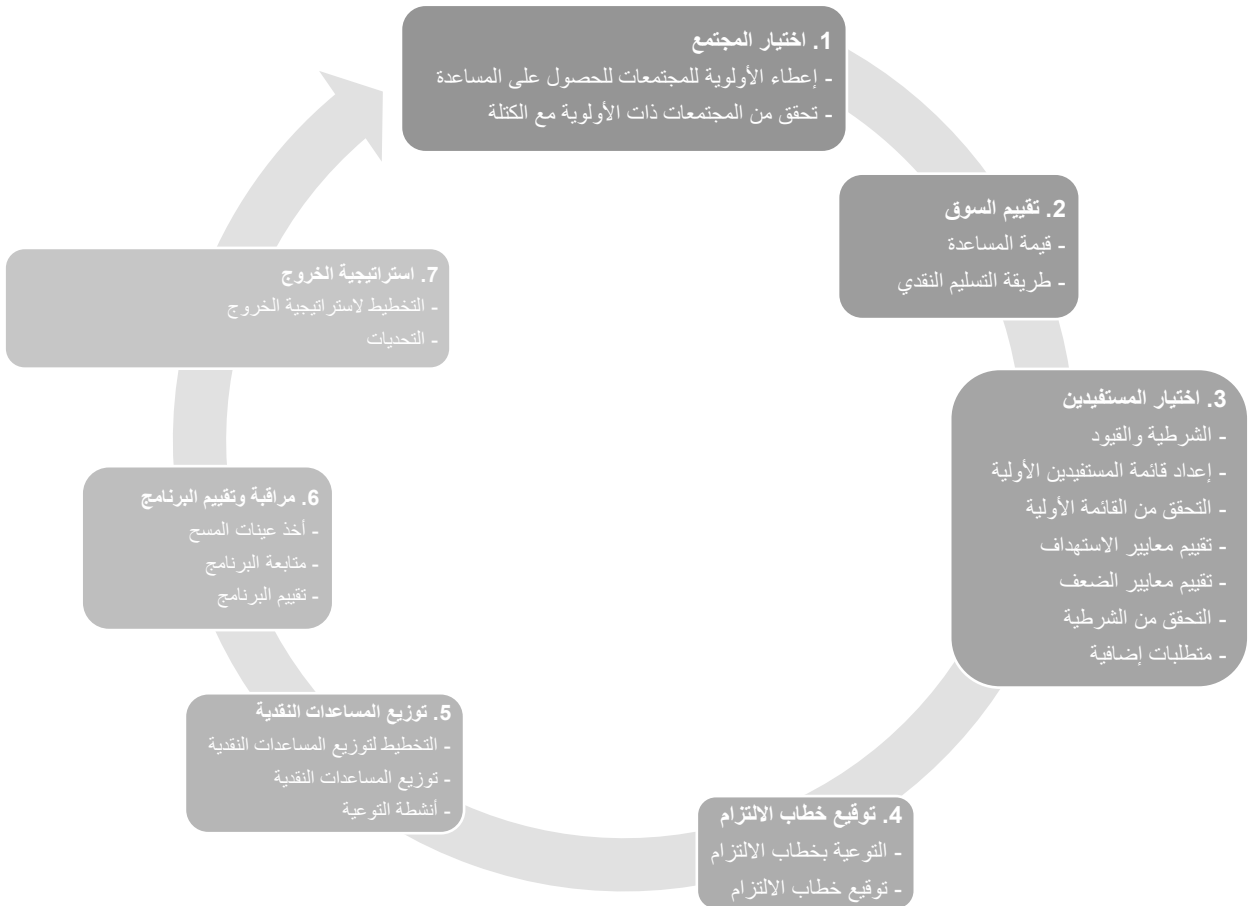 1. اختيار المجتمع
- إعطاء الأولوية للمجتمعات للحصول على المساعدة
- تحقق من المجتمعات ذات الأولوية مع الكتلة
2. تقييم السوق
- قيمة المساعدة
- طريقة التسليم النقدي
3. اختيار المستفيدين
- الشرطية والقيود
- إعداد قائمة المستفيدين الأولية
- التحقق من القائمة الأولية
- تقييم معايير الاستهداف
- تقييم معايير الضعف
- التحقق من الشرطية
- متطلبات إضافية
4. توقيع خطاب الالتزام
- التوعية بخطاب الالتزام
- توقيع خطاب الالتزام
5. توزيع المساعدات النقدية
- التخطيط لتوزيع المساعدات النقدية
- توزيع المساعدات النقدية
- أنشطة التوعية
6. مراقبة وتقييم البرنامج
- أخذ عينات المسح
- متابعة البرنامج
- تقييم البرنامج
7. استراتيجية الخروج
- التخطيط لاستراتيجية الخروج
- التحديات